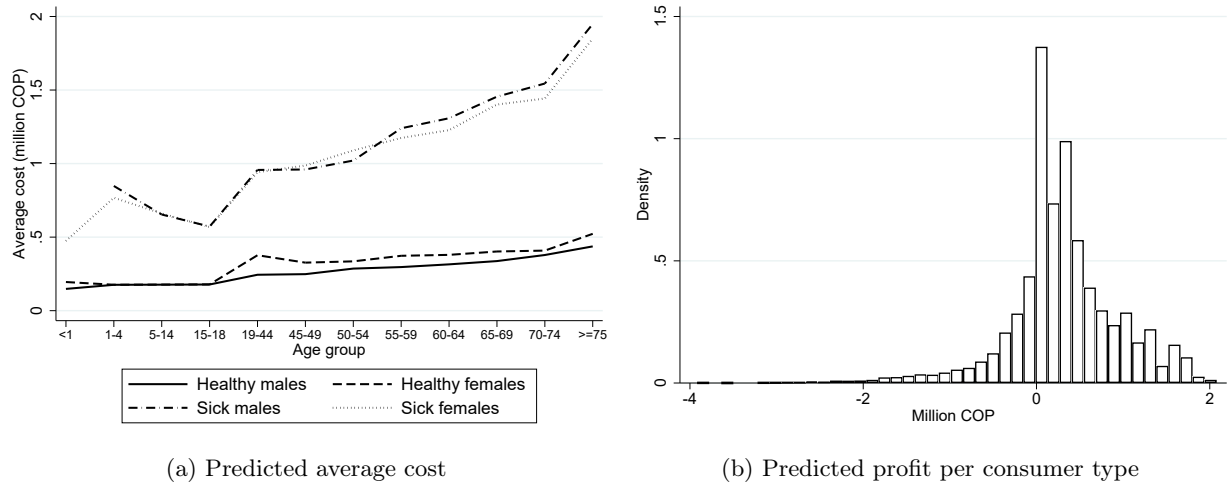 2
1.5
1
.5
0
Average cost (million COP)
<1 1-4 5-14 15-18 19-44 45-49 50-54 55-59 60-64 65-69 70-74 >=75
Age group
Healthy males Healthy females
Sick males Sick females
(a) Predicted average cost
1.5
1
.5
0
Density
-4 -2 0 2
Million COP
(b) Predicted profit per consumer type